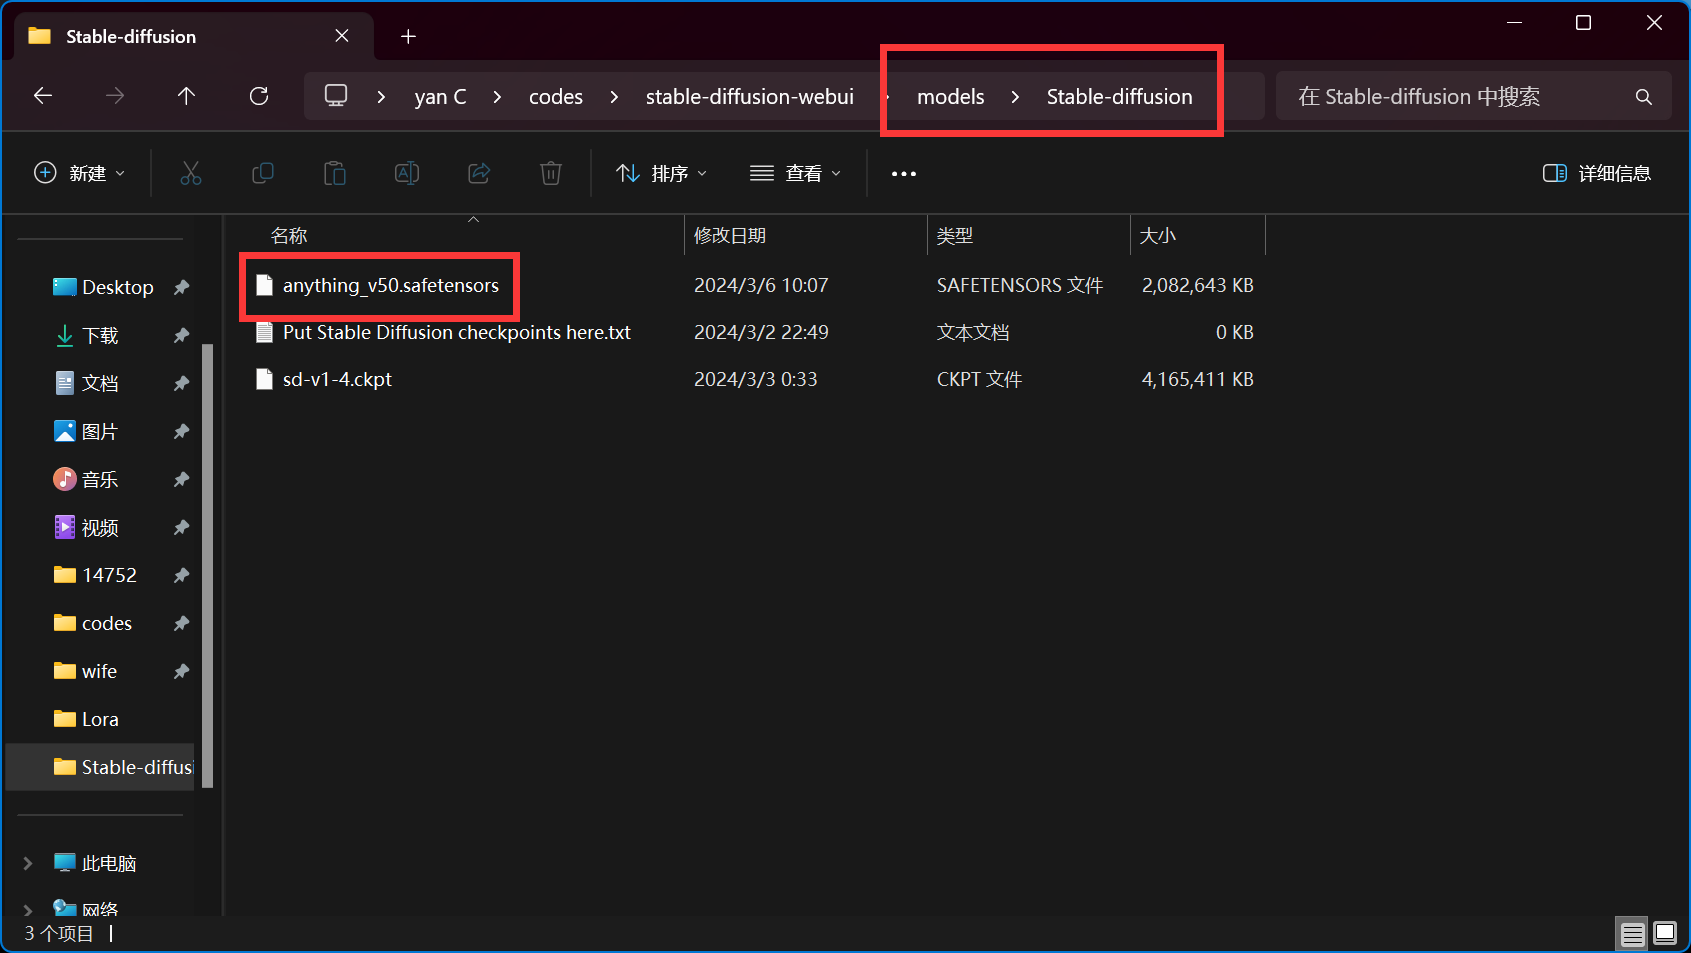 Stable-diffusion
yan C > codes > stable-diffusion-webui > models > Stable-diffusion
在 Stable-diffusion 中搜索
新建
排序
查看
详细信息
名称 修改日期 类型 大小
anything_v50.safetensors 2024/3/6 10:07 SAFETENSORS 文件 2,082,643 KB
Put Stable Diffusion checkpoints here.txt 2024/3/2 22:49 文本文档 0 KB
sd-v1-4.ckpt 2024/3/3 0:33 CKPT 文件 4,165,411 KB
Desktop
下载
文档
图片
音乐
视频
14752
codes
wife
Lora
Stable-diffusi
此电脑
网络
3 个项目